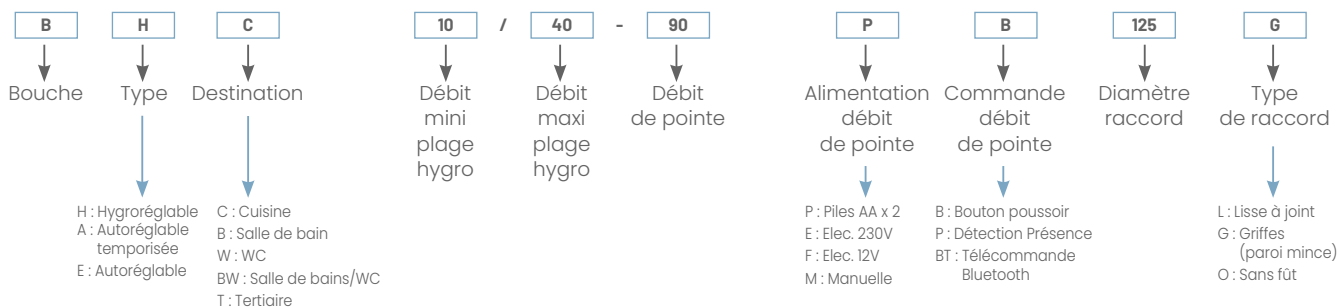 B H C 10 / 40 - 90 P B 125 G
Bouche
Type
Destination
Débit
mini
plage
hygro
Débit
maxi
plage
hygro
Débit
de pointe
Alimentation
débit
de pointe
Commande
débit
de pointe
Diamètre
raccord
Type
de raccord
H : Hygroréglable
A : Autoréglable
temporisée
E : Autoréglable
C : Cuisine
B : Salle de bain
W : WC
BW : Salle de bains/WC
T : Tertiaire
P : Piles AA x 2
E : Elec. 230V
F : Elec. 12V
M : Manuelle
B : Bouton poussoir
P : Détection Présence
BT : Télécommande
Bluetooth
L : Lisse à joint
G : Griffes
(paroi mince)
O : Sans fût